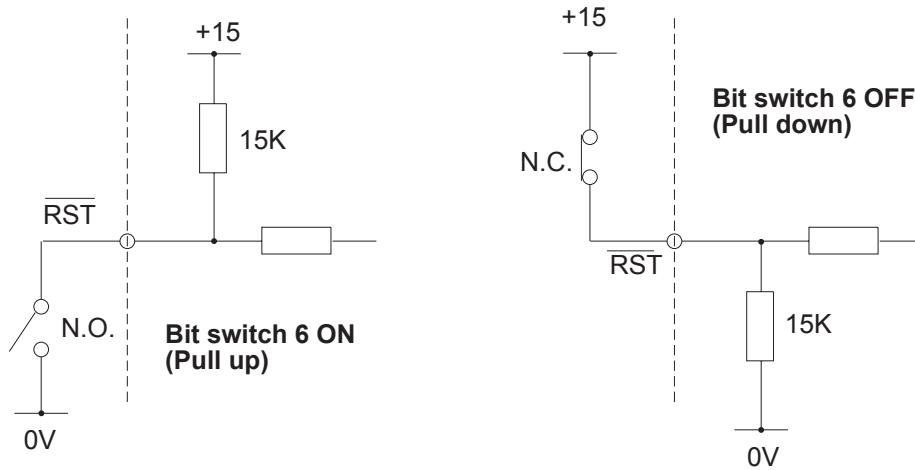 +15
15K
RST
N.O.
Bit switch 6 ON
(Pull up)
0V
+15
Bit switch 6 OFF
(Pull down)
N.C.
RST
15K
0V